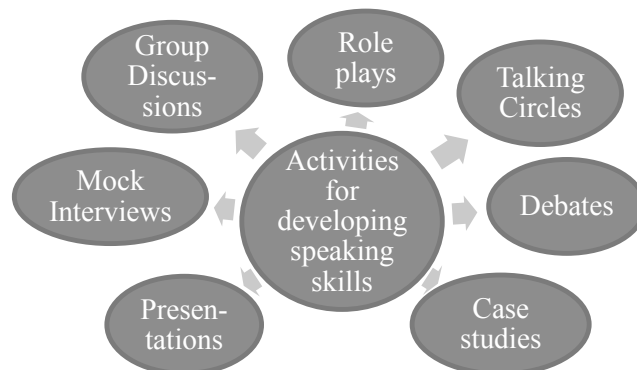 Group
Discus-
sions
Role
plays
Talking
Circles
Mock
Interviews
Activities
for
developing
speaking
skills
Debates
Presen-
tations
Case
studies